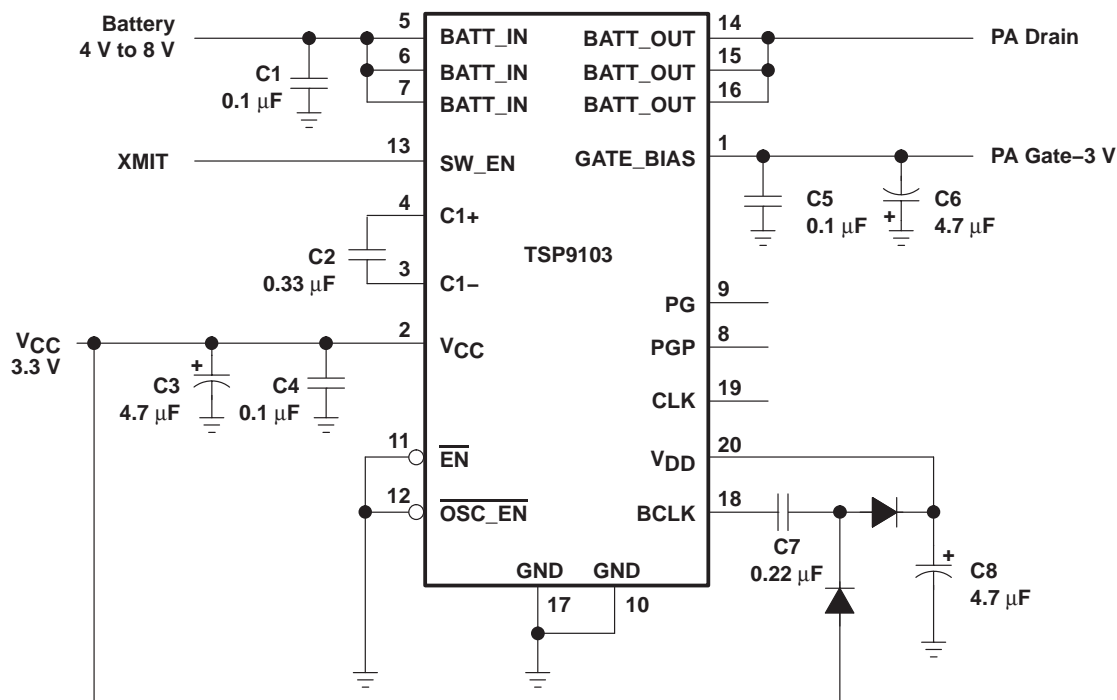 Battery
4 V to 8 V
5
BATT_IN
6
BATT_IN
7
BATT_IN
C1
0.1 μF
XMIT
13
SW_EN
4
C1+
C2
0.33 μF
3
C1–
VCC
3.3 V
2
VCC
+
C3
4.7 μF
C4
0.1 μF
11
EN
12
OSC_EN
TSP9103
GND
GND
17
10
14
BATT_OUT
PA Drain
15
BATT_OUT
16
BATT_OUT
1
GATE_BIAS
PA Gate–3 V
C5
0.1 μF
+
C6
4.7 μF
9
PG
8
PGP
19
CLK
20
VDD
18
BCLK
C7
0.22 μF
+
C8
4.7 μF